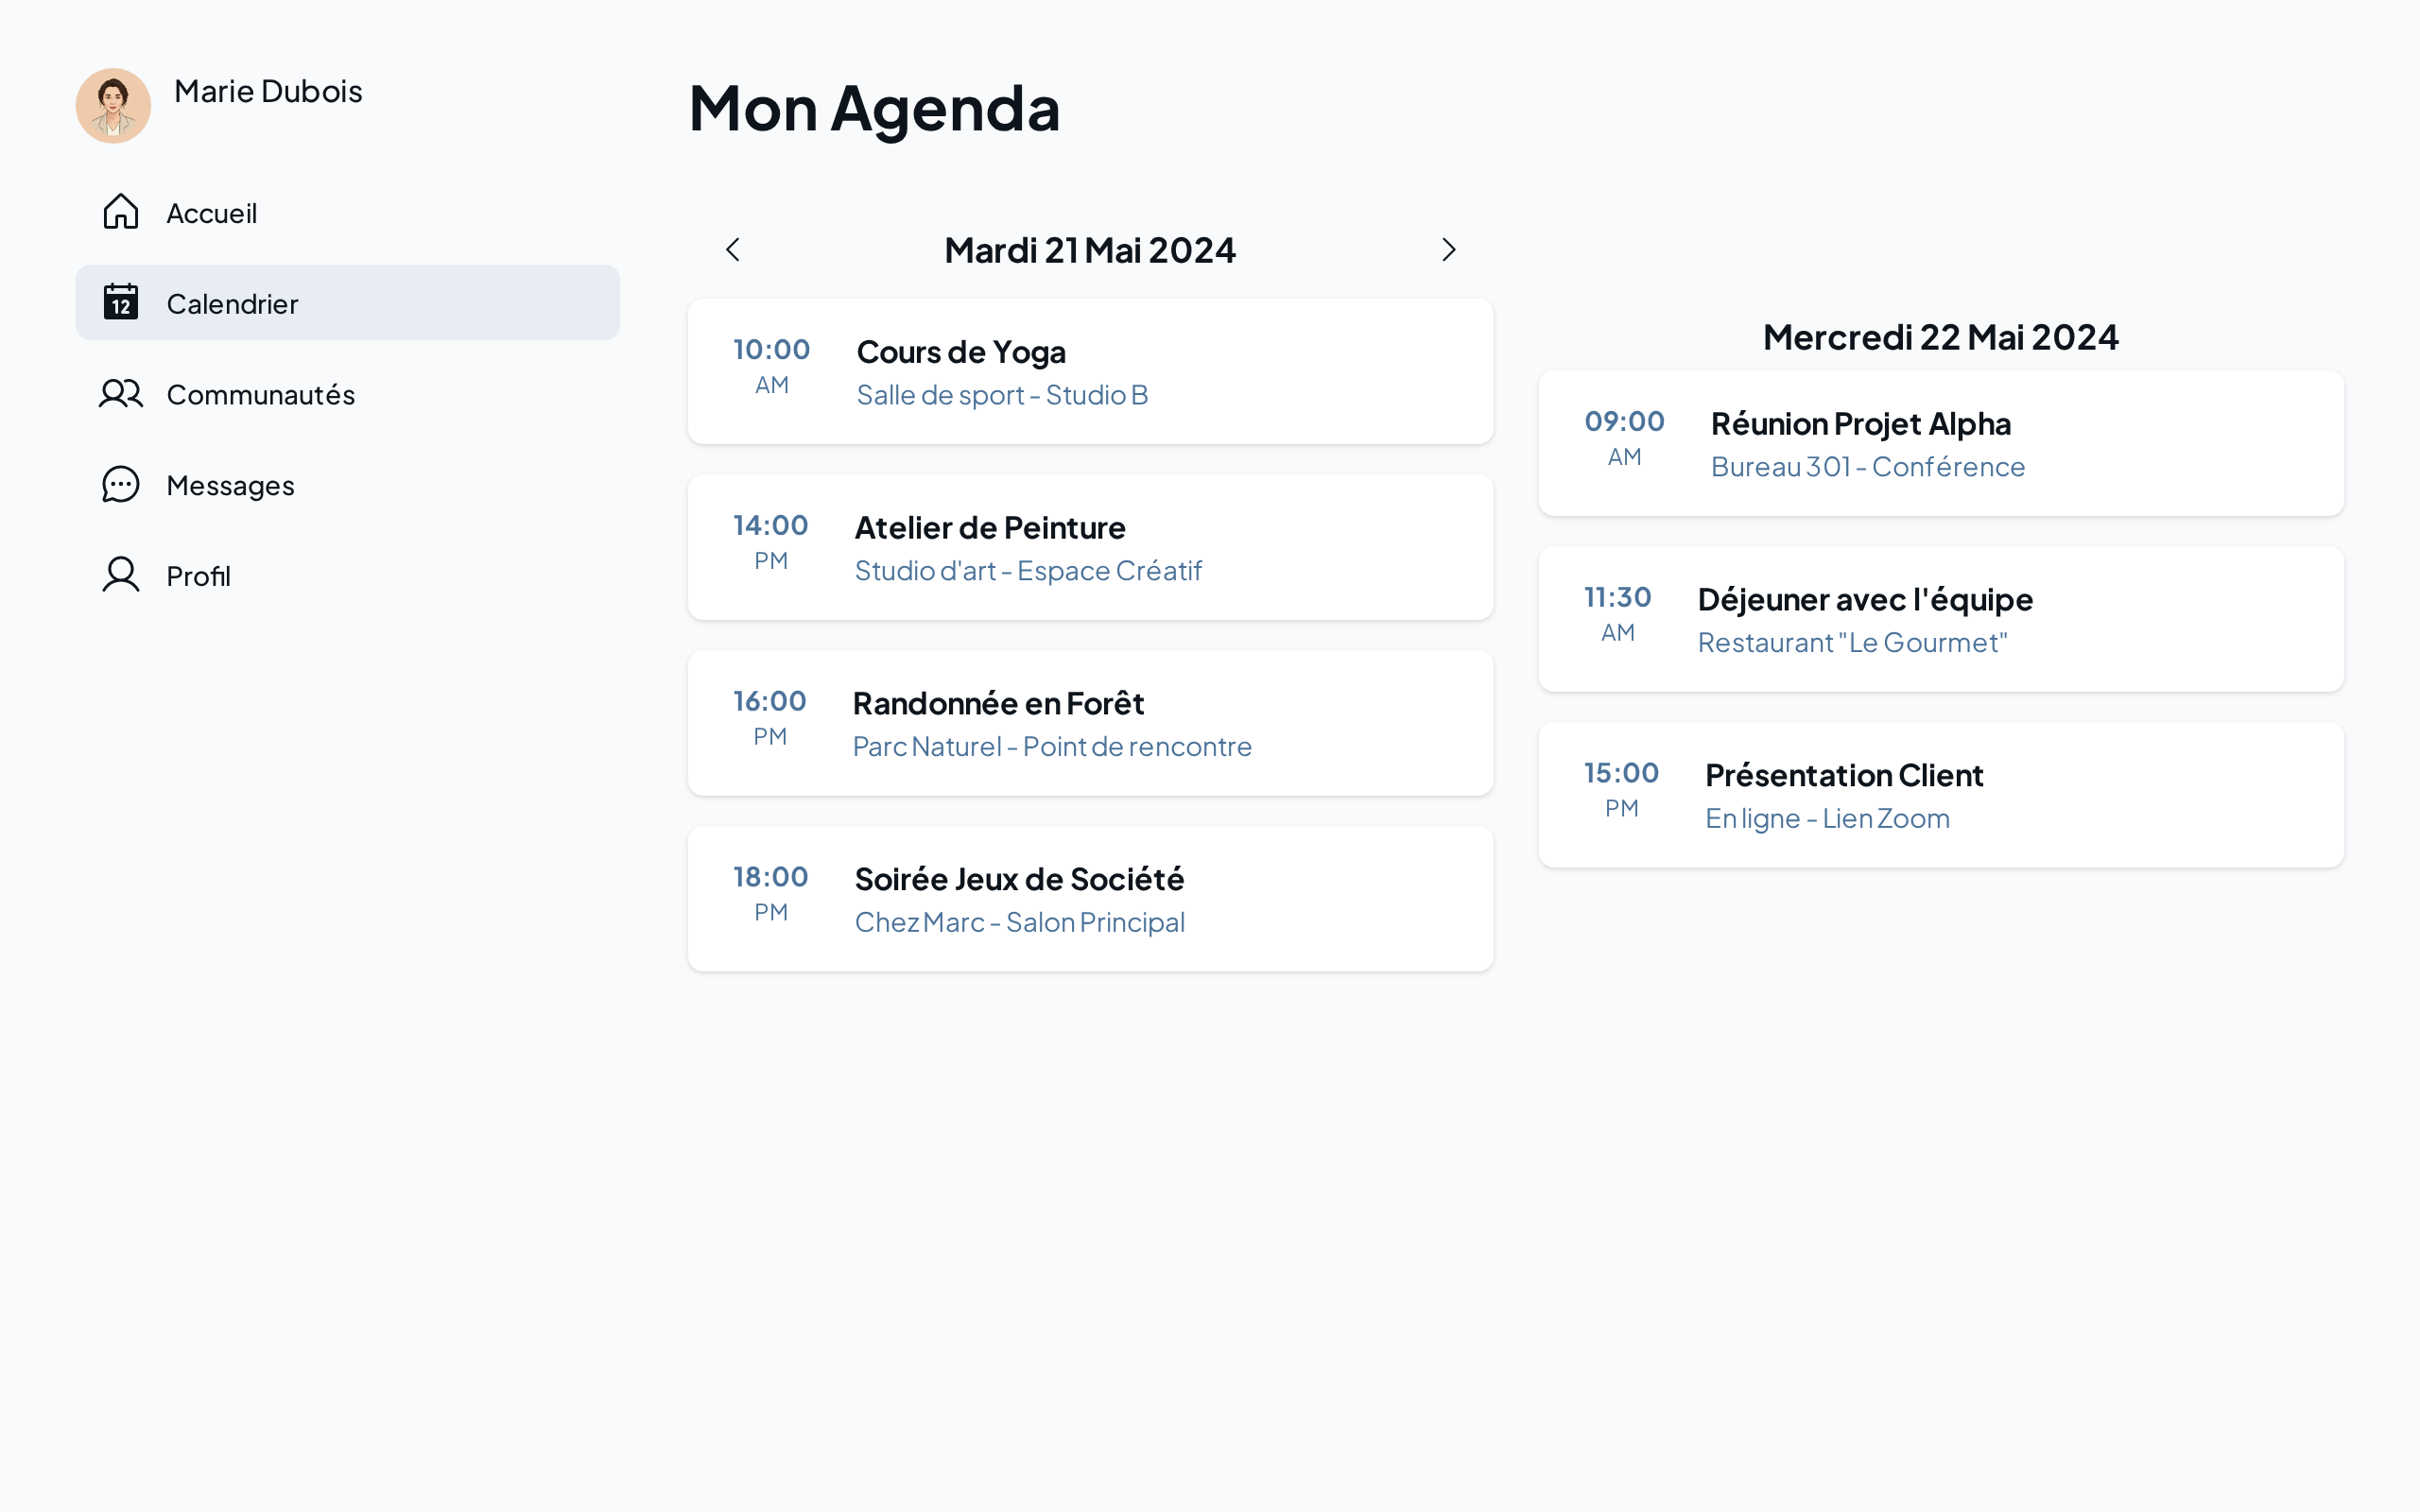 Marie Dubois
Accueil
12
Calendrier
Communautés
Messages
Profil
Mon Agenda
Mardi 21 Mai 2024
10:00
AM
Cours de Yoga
Salle de sport - Studio B
14:00
PM
Atelier de Peinture
Studio d'art - Espace Créatif
16:00
PM
Randonnée en Forêt
Parc Naturel - Point de rencontre
18:00
PM
Soirée Jeux de Société
Chez Marc - Salon Principal
Mercredi 22 Mai 2024
09:00
AM
Réunion Projet Alpha
Bureau 301 - Conférence
11:30
AM
Déjeuner avec l'équipe
Restaurant "Le Gourmet"
15:00
PM
Présentation Client
En ligne - Lien Zoom